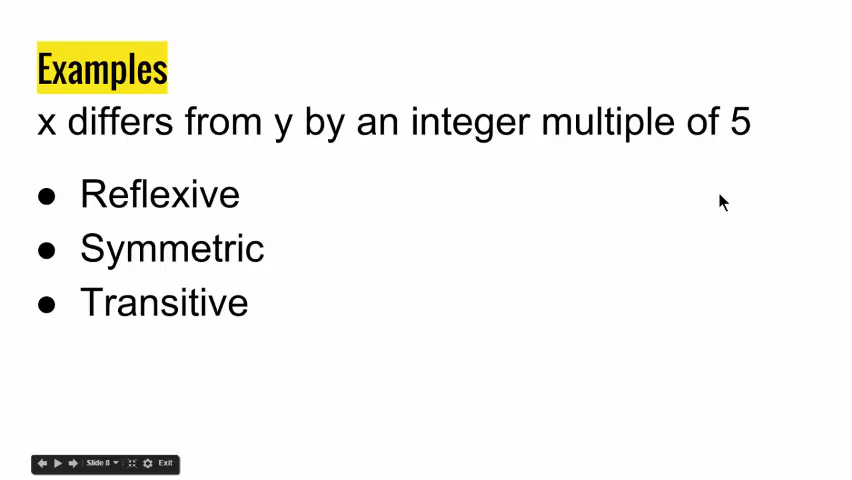 Examples
x differs from y by an integer multiple of 5
● Reflexive
● Symmetric
● Transitive
Slide 8 Exit